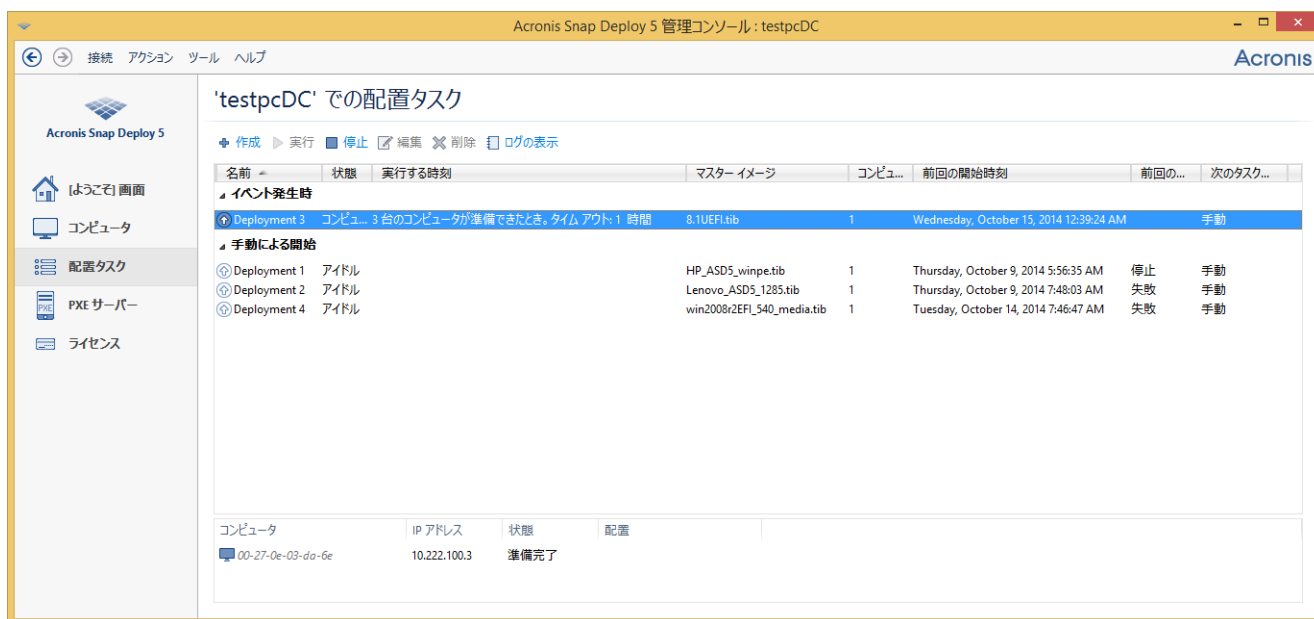 Acronis Snap Deploy 5 管理コンソール : testpcDC
接続 アクション ツール ヘルプ
Acronis
Acronis Snap Deploy 5
[ようこそ] 画面
コンピュータ
配置タスク
PXE
PXE サーバー
ライセンス
'testpcDC' での配置タスク
作成 実行 停止 編集 削除 ログの表示
名前 状態 実行する時刻 マスター イメージ コンピュ... 前回の開始時刻 前回の... 次のタスク...
イベント発生時
Deployment 3 コンピュ... 3 台のコンピュータが準備できたとき。タイム アウト: 1 時間 8.1UEFI.tib 1 Wednesday, October 15, 2014 12:39:24 AM 手動
手動による開始
Deployment 1 アイドル HP_ASD5_winpe.tib 1 Thursday, October 9, 2014 5:56:35 AM 停止 手動
Deployment 2 アイドル Lenovo_ASD5_1285.tib 1 Thursday, October 9, 2014 7:48:03 AM 失敗 手動
Deployment 4 アイドル win2008r2EFI_540_media.tib 1 Tuesday, October 14, 2014 7:46:47 AM 失敗 手動
コンピュータ IP アドレス 状態 配置
00-27-0e-03-da-6e 10.222.100.3 準備完了